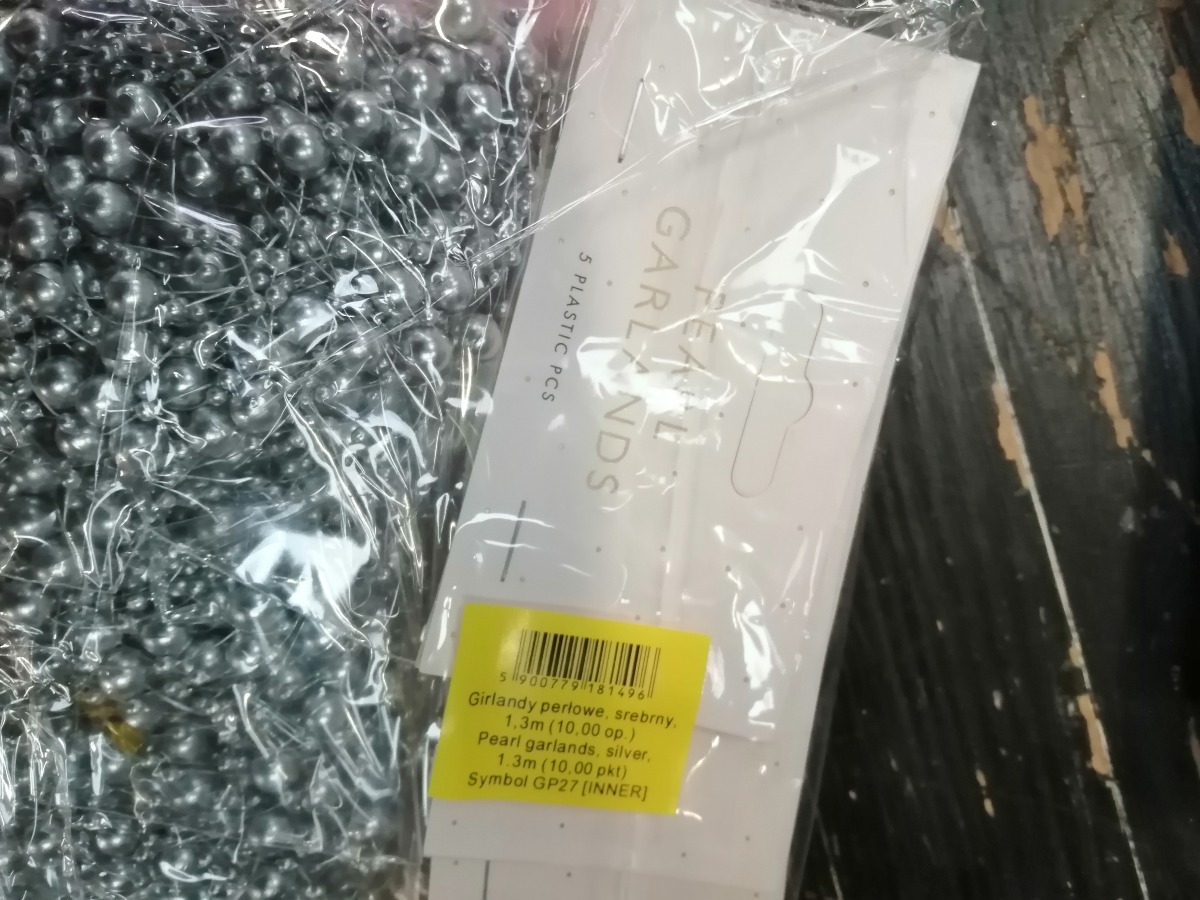 PEARL
GARLANDS
5 PLASTIC PCS
5 900779 181496
Girlandy perłowe, srebrny,
1,3m (10,00 op.)
Pearl garlands, silver,
1.3m (10,00 pkt)
Symbol GP27 [INNER]